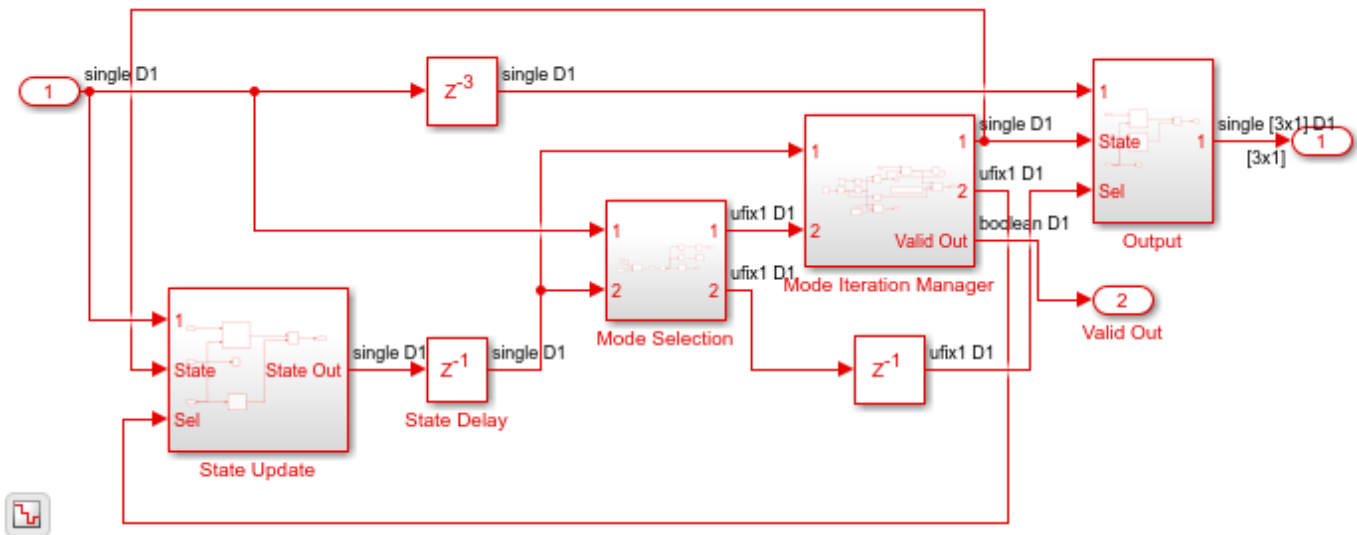 single D1
1
z-3
single D1
1
State
Sel
1
Output
single [3x1] D1
1
[3x1]
1
2
1
2
Valid Out
Mode Iteration Manager
single D1
ufix1 D1
boolean D1
1
2
1
2
Mode Selection
ufix1 D1
ufix1 D1
2
Valid Out
1
State
Sel
State Out
State Update
single D1
z-1
State Delay
single D1
z-1
ufix1 D1